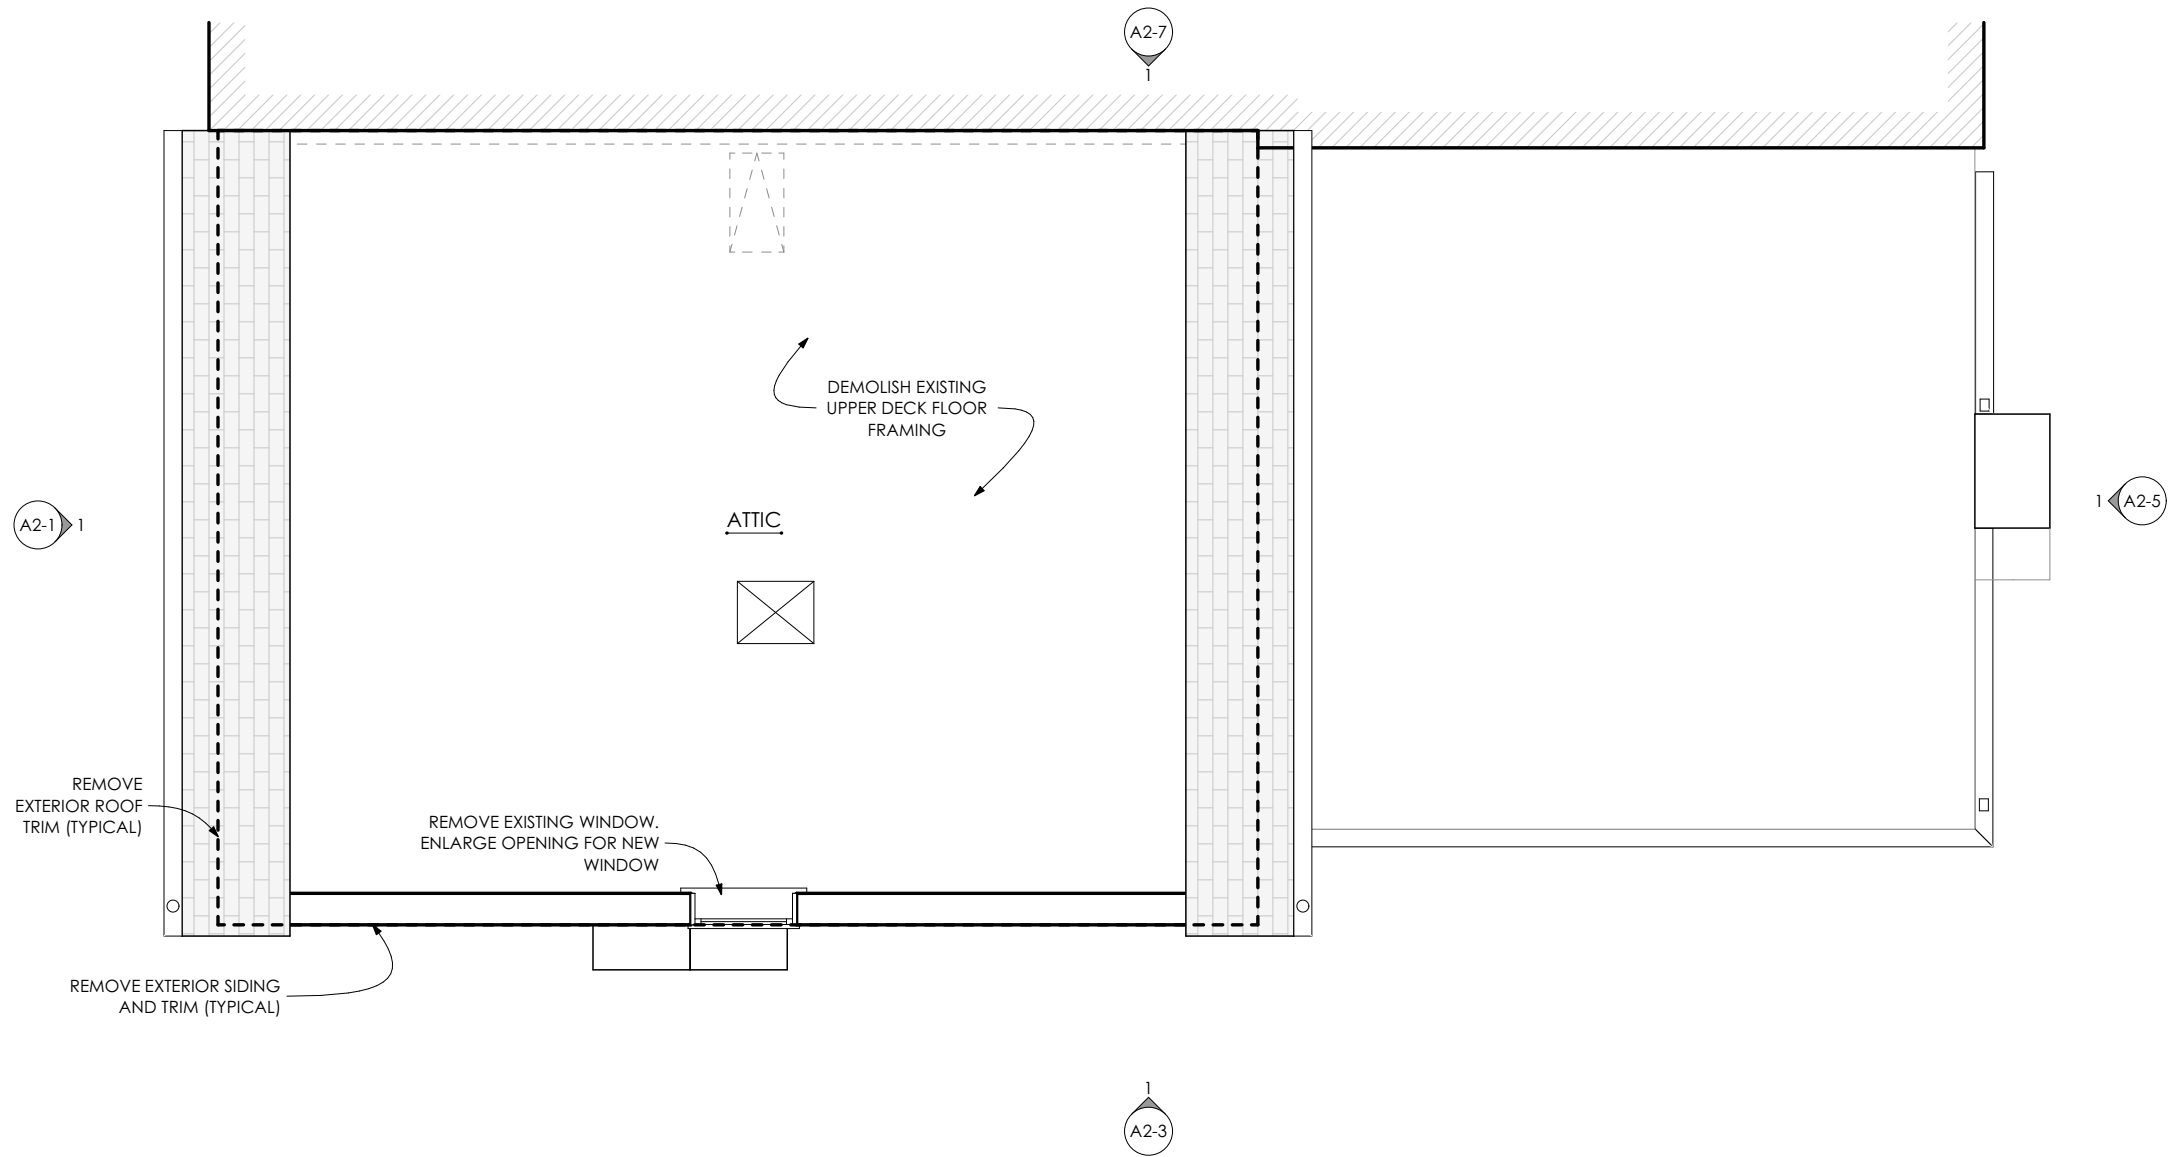 A2-7
1
DEMOLISH EXISTING
UPPER DECK FLOOR
FRAMING
A2-1
1
ATTIC
1
A2-5
REMOVE
EXTERIOR ROOF
TRIM (TYPICAL)
REMOVE EXISTING WINDOW.
ENLARGE OPENING FOR NEW
WINDOW
REMOVE EXTERIOR SIDING
AND TRIM (TYPICAL)
1
A2-3